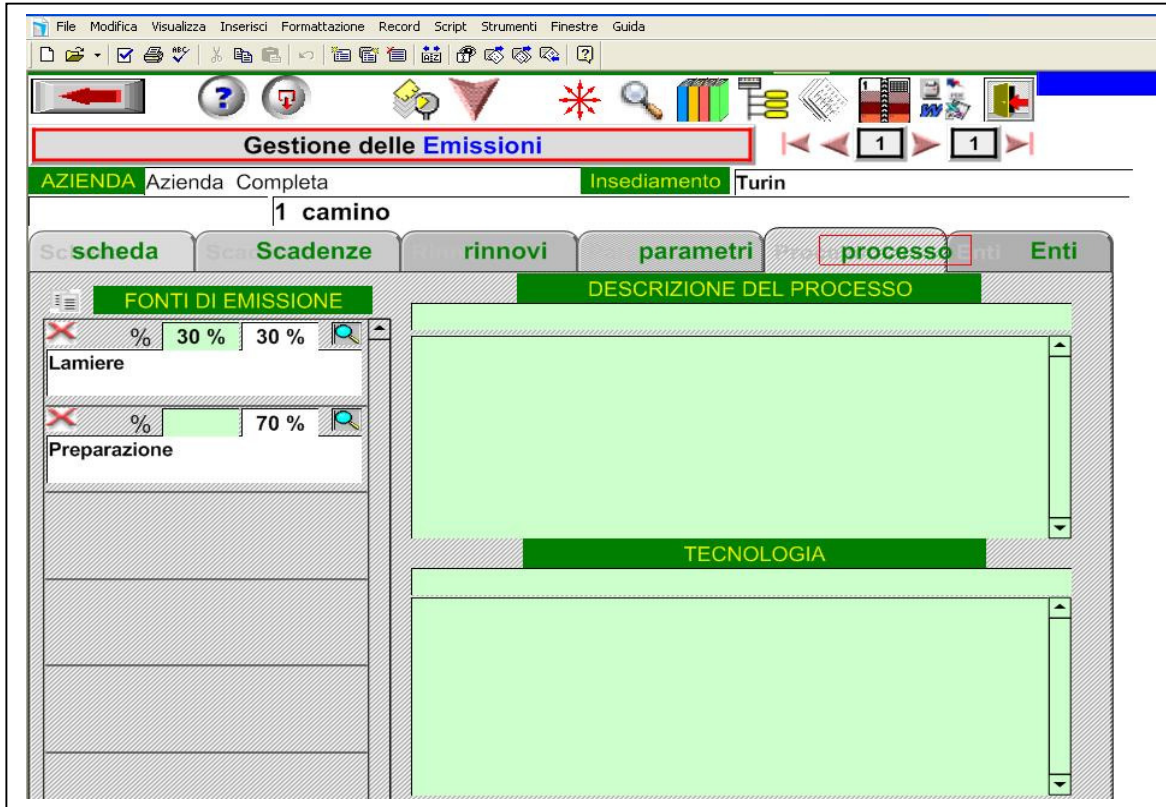 File Modifica Visualizza Inserisci Formattazione Record Script Strumenti Finestre Guida
Gestione delle Emissioni
1 1
AZIENDA Azienda Completa Insediamento Turin
1 camino
scheda Scadenze rinnovi parametri processo Enti
FONTI DI EMISSIONE
% 30 % 30 %
Lamiere
% 70 %
Preparazione
DESCRIZIONE DEL PROCESSO
TECNOLOGIA